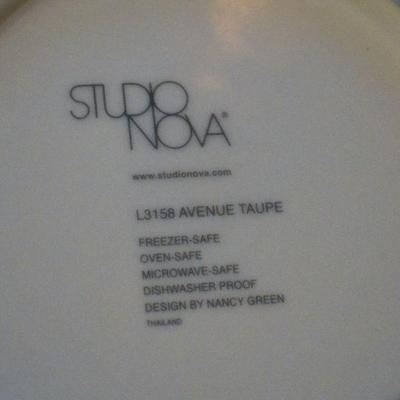 STUDIO
NOVA®
www.studionova.com
L3158 AVENUE TAUPE
FREEZER-SAFE
OVEN-SAFE
MICROWAVE-SAFE
DISHWASHER PROOF
DESIGN BY NANCY GREEN
THAILAND